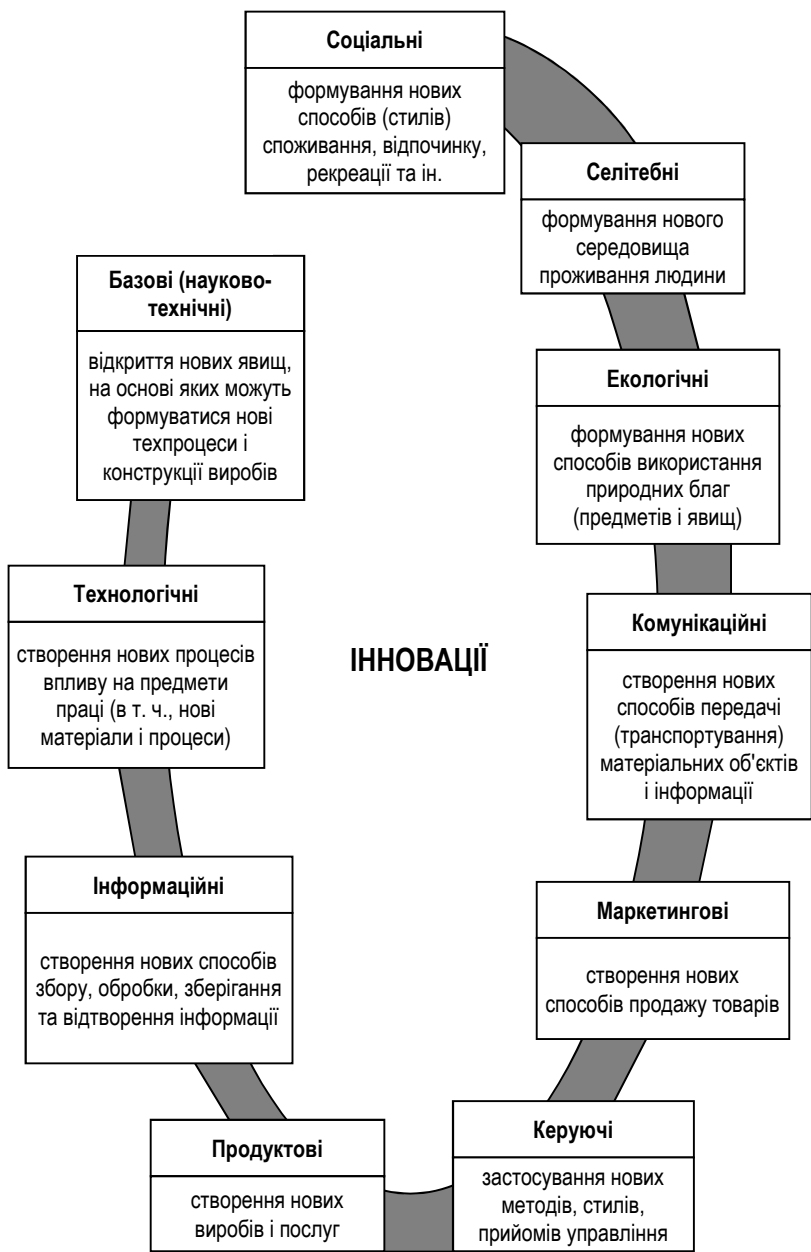 Соціальні
формування нових
способів (стилів)
споживання, відпочинку,
рекреації та ін.
Селітебні
формування нового
середовища
проживання людини
Базові (науково-
технічні)
відкриття нових явищ,
на основі яких можуть
формуватися нові
техпроцеси і
конструкції виробів
Екологічні
формування нових
способів використання
природних благ
(предметів і явищ)
Технологічні
створення нових процесів
впливу на предмети
праці (в т. ч., нові
матеріали і процеси)
ІННОВАЦІЇ
Комунікаційні
створення нових
способів передачі
(транспортування)
матеріальних об'єктів
і інформації
Інформаційні
створення нових способів
збору, обробки, зберігання
та відтворення інформації
Маркетингові
створення нових
способів продажу товарів
Продуктові
створення нових
виробів і послуг
Керуючі
застосування нових
методів, стилів,
прийомів управління